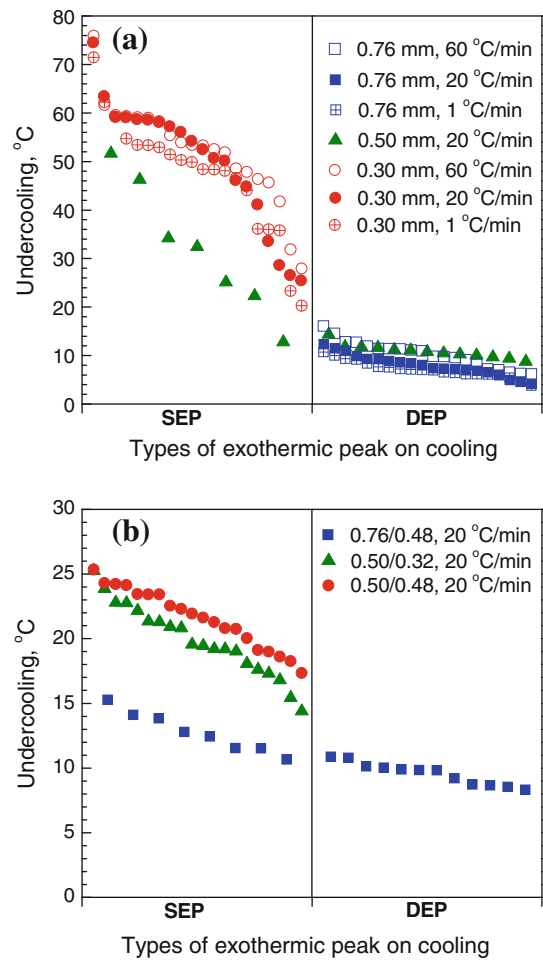 (a)
80
70
60
50
40
30
20
10
0
Undercooling, °C
0.76 mm, 60 °C/min
0.76 mm, 20 °C/min
0.76 mm, 1 °C/min
0.50 mm, 20 °C/min
0.30 mm, 60 °C/min
0.30 mm, 20 °C/min
0.30 mm, 1 °C/min
SEP DEP
Types of exothermic peak on cooling
(b)
30
25
20
15
10
5
0
Undercooling, °C
0.76/0.48, 20 °C/min
0.50/0.32, 20 °C/min
0.50/0.48, 20 °C/min
SEP DEP
Types of exothermic peak on cooling